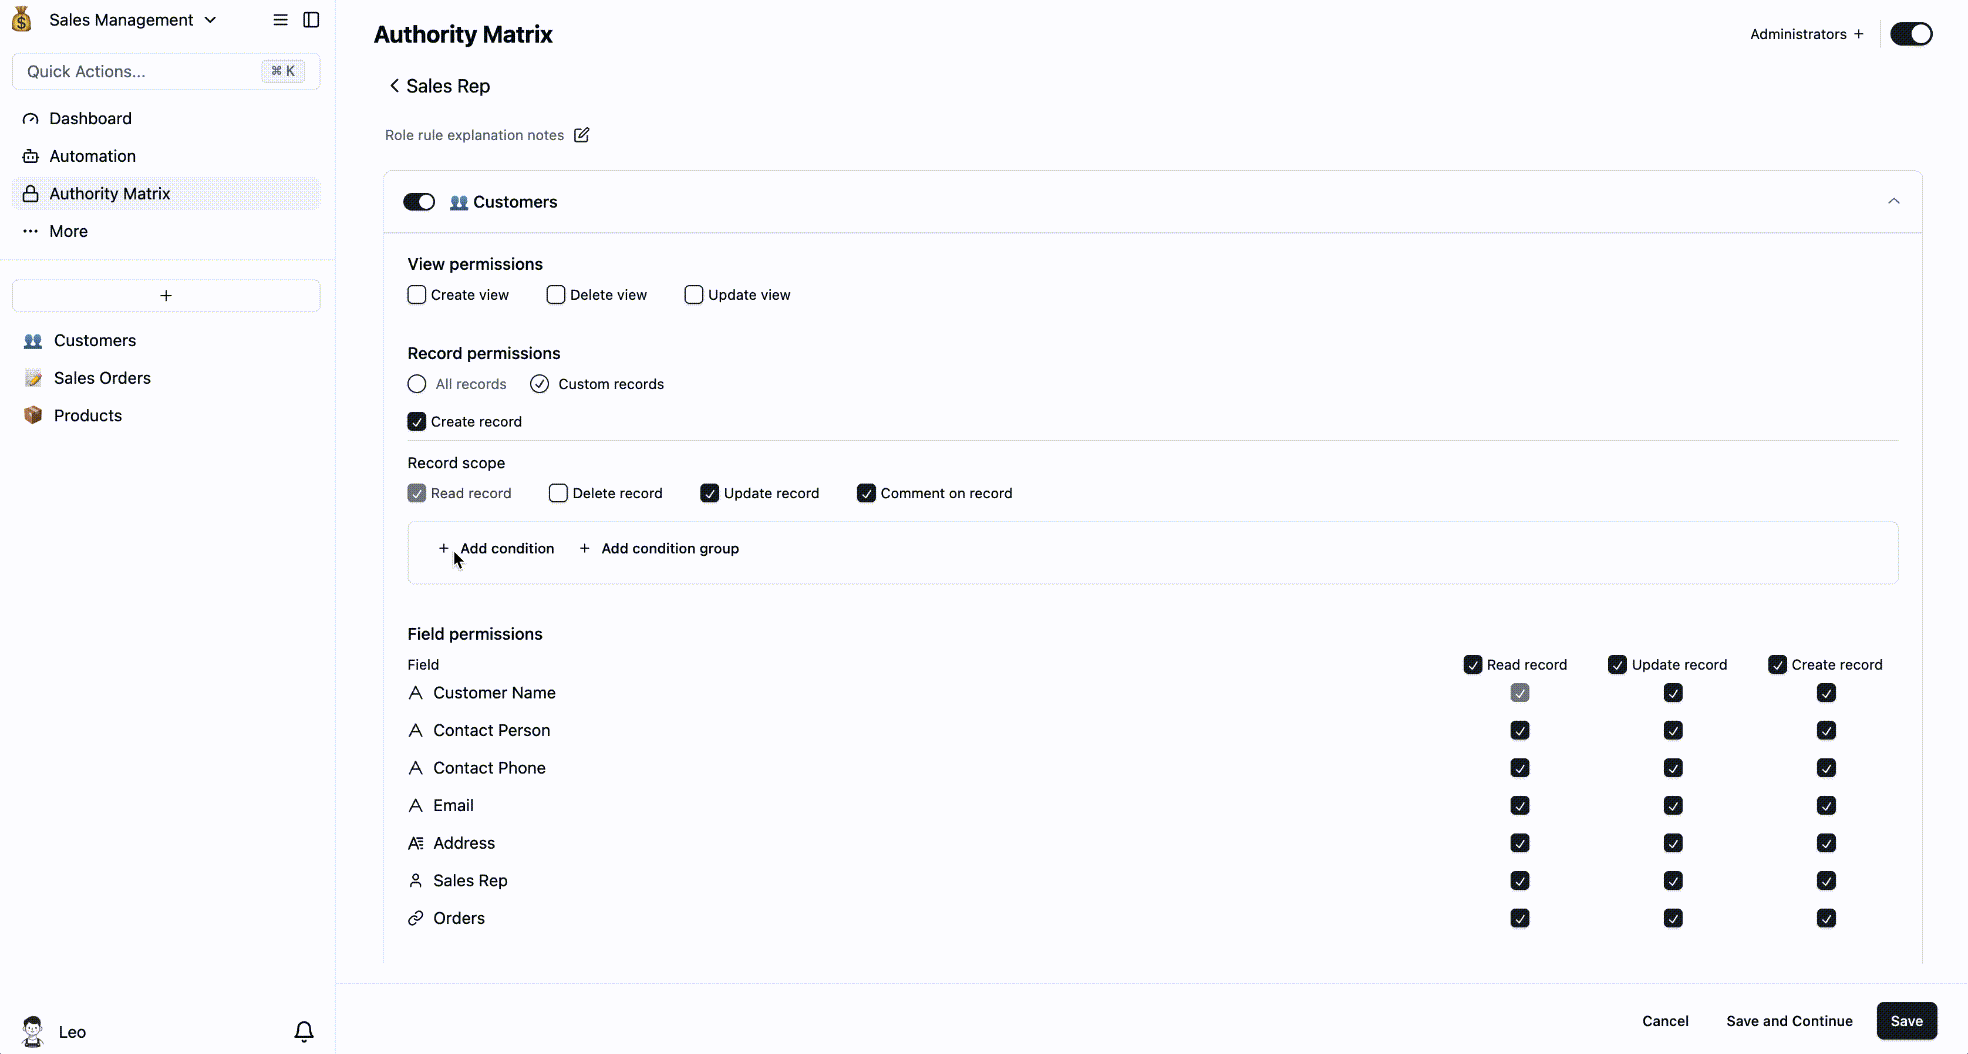 Sales Management
Quick Actions...
⌘ K
Dashboard
Automation
Authority Matrix
More
Customers
Sales Orders
Products
Leo
Authority Matrix
Administrators +
Sales Rep
Role rule explanation notes
Customers
View permissions
Create view Delete view Update view
Record permissions
All records Custom records
Create record
Record scope
Read record Delete record Update record Comment on record
+ Add condition + Add condition group
Field permissions
Field Read record Update record Create record
Customer Name
Contact Person
Contact Phone
Email
Address
Sales Rep
Orders
Cancel Save and Continue Save